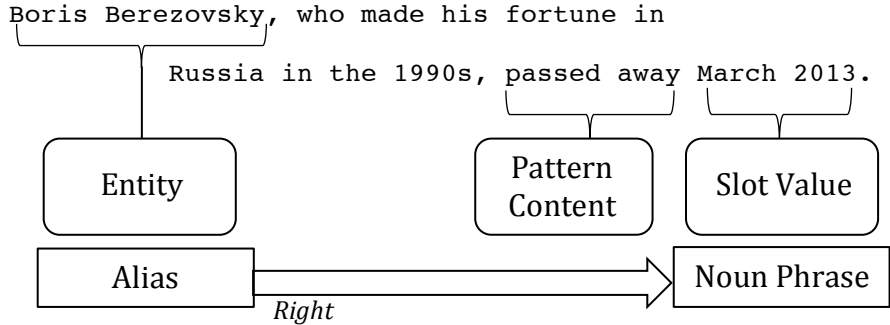 Boris Berezovsky, who made his fortune in
Russia in the 1990s, passed away March 2013.
Entity
Pattern
Content
Slot Value
Alias
Noun Phrase
Right